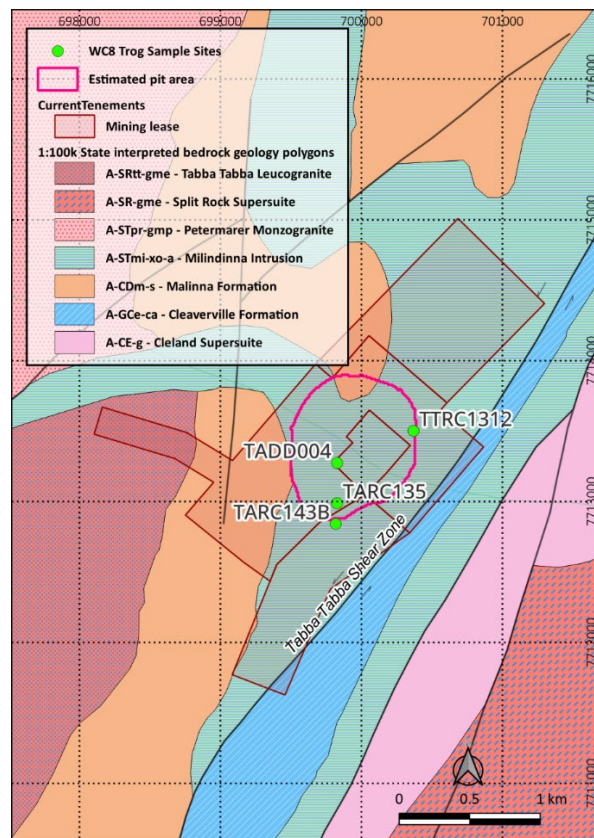 698000
699000
700000
701000
WC8 Trog Sample Sites
Estimated pit area
CurrentTenements
Mining lease
1:100k State interpreted bedrock geology polygons
A-SRtt-gme - Tabba Tabba Leucogranite
A-SR-gme - Split Rock Supersuite
A-STpr-gmp - Petermarer Monzogranite
A-STmi-xo-a - Milindinna Intrusion
A-CDm-s - Malinna Formation
A-GCe-ca - Cleaverville Formation
A-CE-g - Cleland Supersuite
7716000
7715000
TTRC1312
TADD004
TARC135
TARC143B
7713000
Tabba Tabba Shear Zone
7711000
0
0.5
1 km